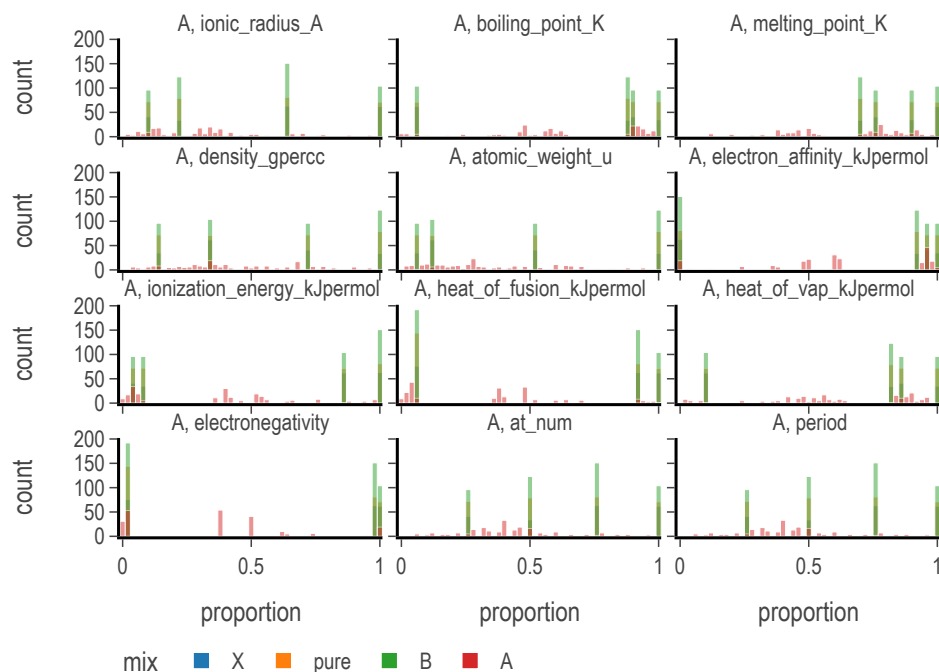 A, ionic_radius_A A, boiling_point_K A, melting_point_K
200
150
100
50
0
count
A, density_gpercc A, atomic_weight_u A, electron_affinity_kJpermol
200
150
100
50
0
count
A, ionization_energy_kJpermol A, heat_of_fusion_kJpermol A, heat_of_vap_kJpermol
200
150
100
50
0
count
A, electronegativity A, at_num A, period
200
150
100
50
0
count
0 0.5 1 0 0.5 1 0 0.5 1
proportion proportion proportion
mix X pure B A